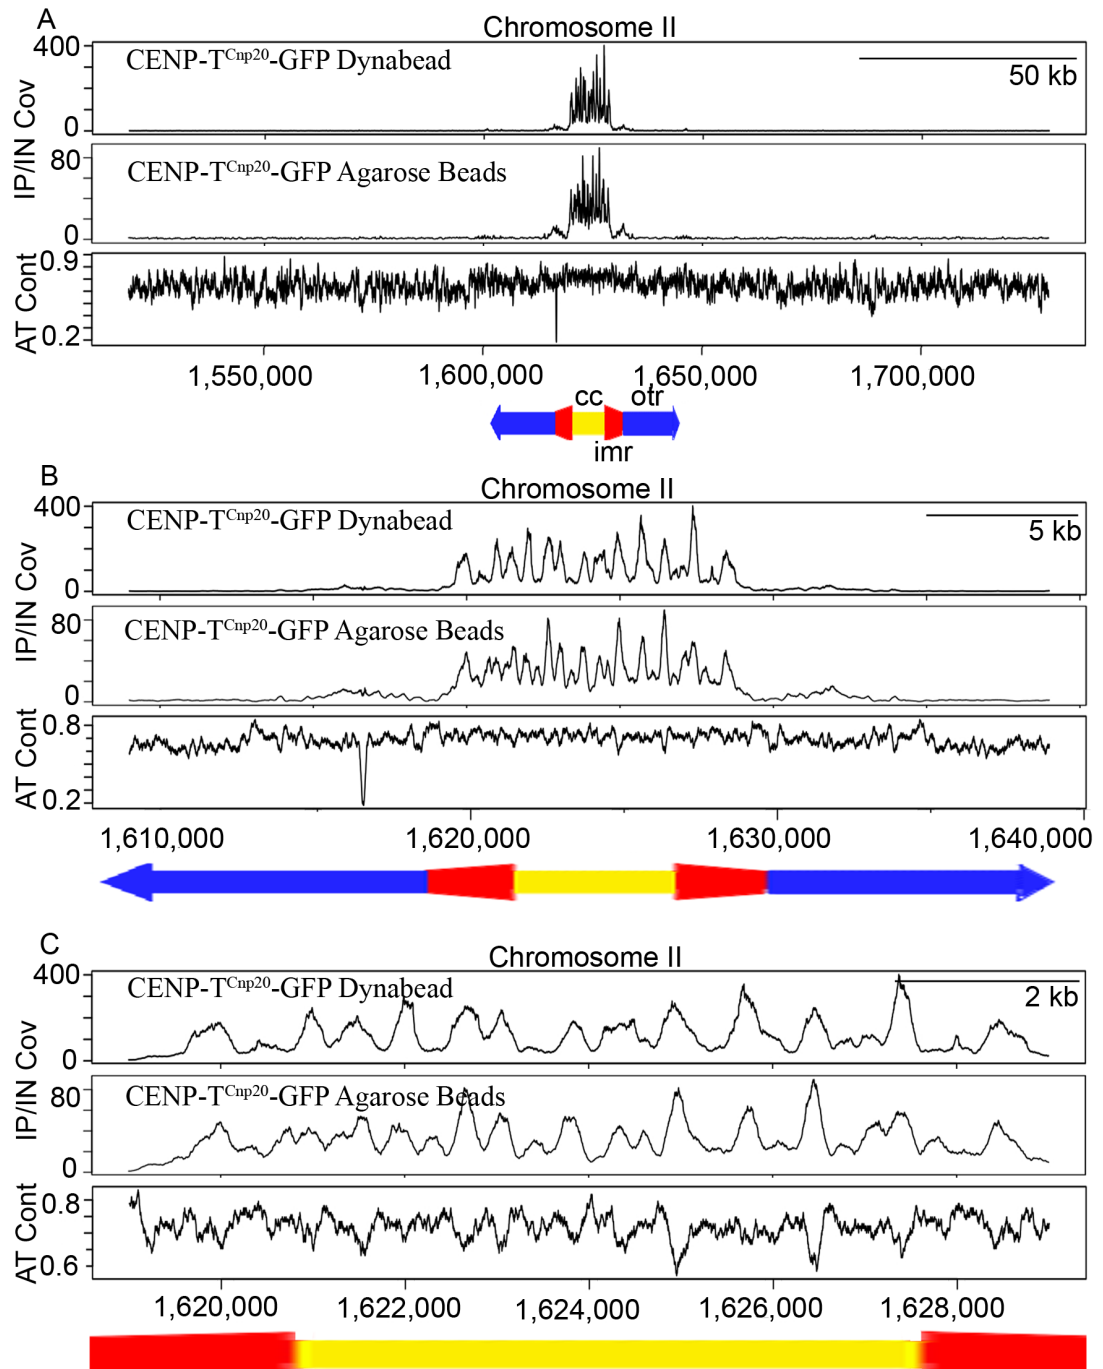 A
Chromosome II
400
CENP-TCnp20-GFP Dynabead
50 kb
0
80
CENP-TCnp20-GFP Agarose Beads
0
IP/IN Cov
0.9
0.2
AT Cont
1,550,000 1,600,000 1,650,000 1,700,000
cc otr
imr
B
Chromosome II
400
CENP-TCnp20-GFP Dynabead
5 kb
0
80
CENP-TCnp20-GFP Agarose Beads
0
IP/IN Cov
0.8
0.2
AT Cont
1,610,000 1,620,000 1,630,000 1,640,000
C
Chromosome II
400
CENP-TCnp20-GFP Dynabead
2 kb
0
80
CENP-TCnp20-GFP Agarose Beads
0
IP/IN Cov
0.8
0.6
AT Cont
1,620,000 1,622,000 1,624,000 1,626,000 1,628,000